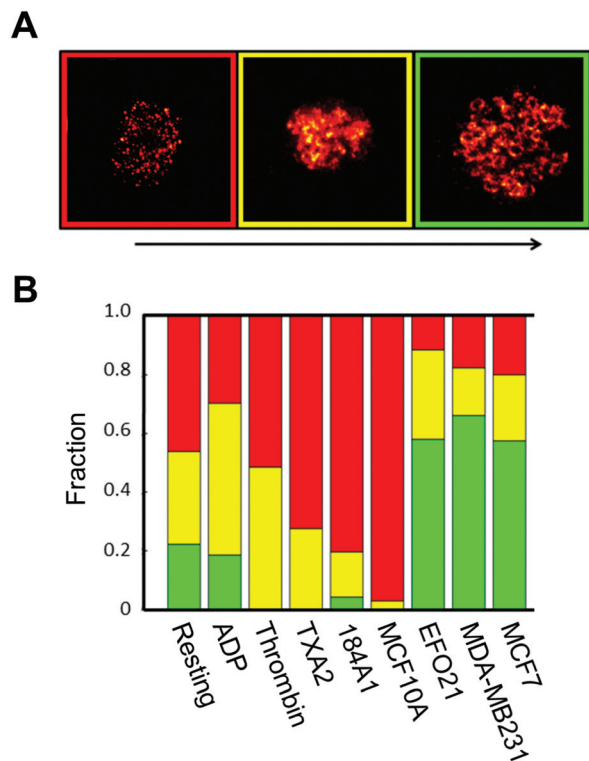 A
B
Fraction
1.0
0.8
0.6
0.4
0.2
0
Resting
ADP
Thrombin
TXA2
184A1
MCF10A
EFO21
MDA-MB231
MCF7